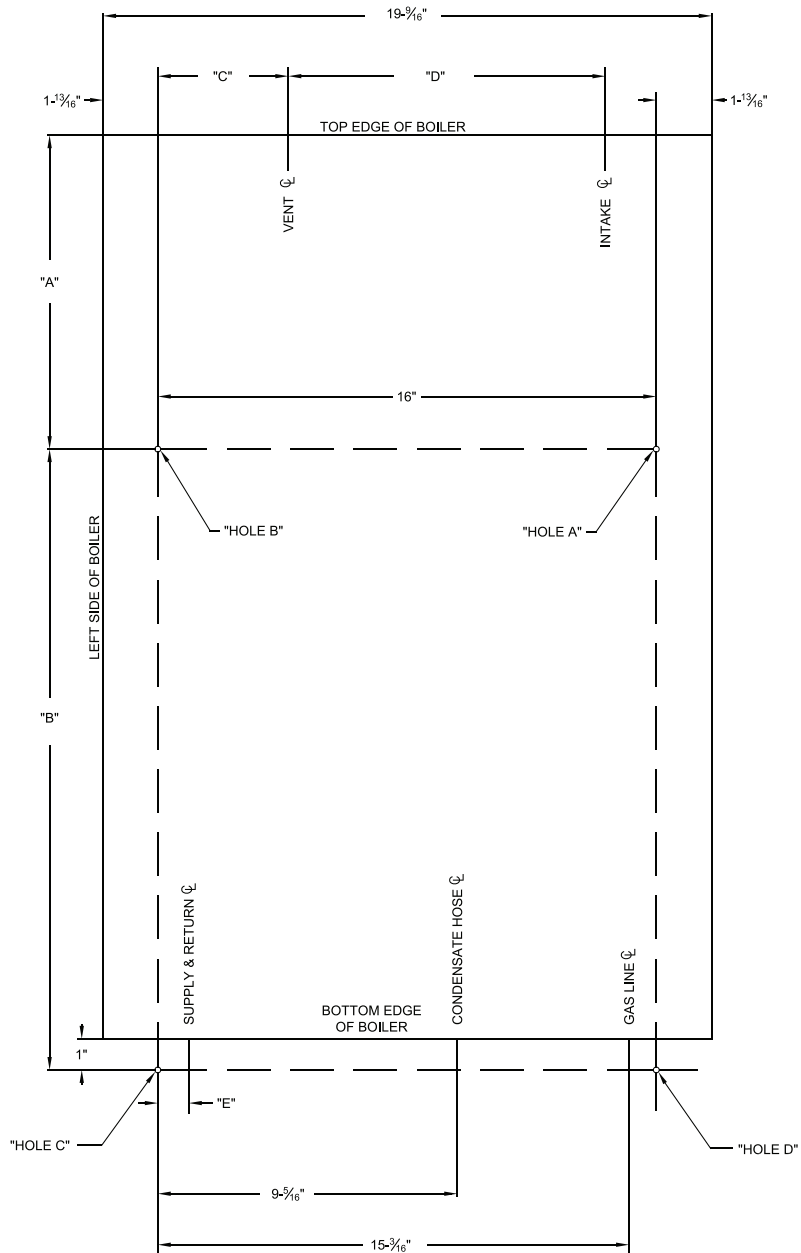 19-9⁄16"
"C"
"D"
1-13⁄16"
1-13⁄16"
TOP EDGE OF BOILER
VENT ℄
INTAKE ℄
"A"
16"
"HOLE B"
"HOLE A"
LEFT SIDE OF BOILER
"B"
SUPPLY & RETURN ℄
CONDENSATE HOSE ℄
GAS LINE ℄
BOTTOM EDGE
OF BOILER
1"
"E"
"HOLE C"
"HOLE D"
9-5⁄16"
15-3⁄16"